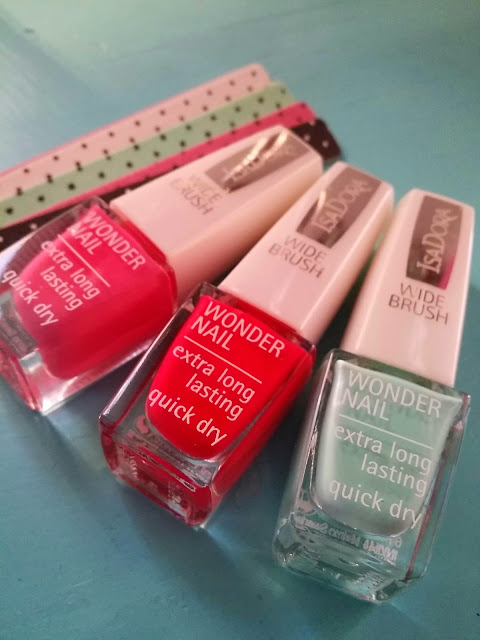 WIDE
BRUSH
WONDER
NAIL
extra long
lasting
quick dry
ISADORA
WIDE
BRUSH
WONDER
NAIL
extra long
lasting
quick dry
ISADORA
WIDE
BRUSH
WONDER
NAIL
extra long
lasting
quick dry